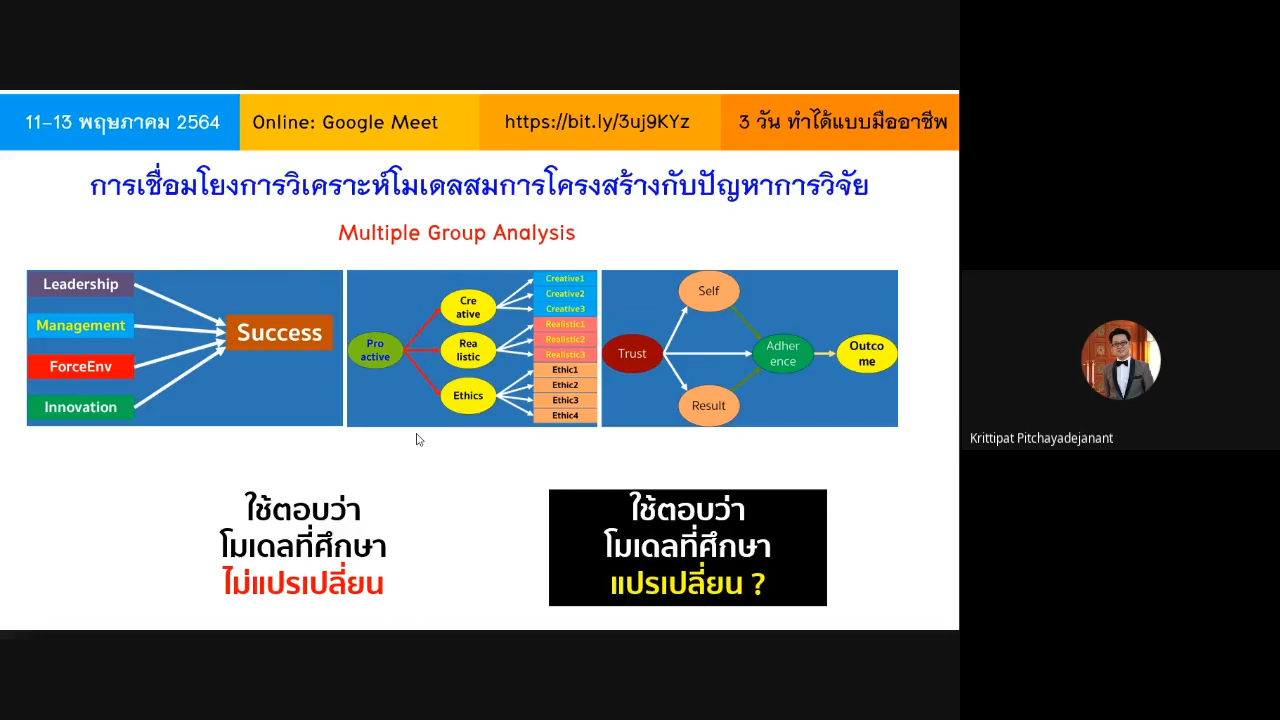 11-13 พฤษภาคม 2564
Online: Google Meet
https://bit.ly/3uj9KYz
3 วัน ทำได้แบบมืออาชีพ
การเชื่อมโยงการวิเคราะห์โมเดลสมการโครงสร้างกับปัญหาการวิจัย
Multiple Group Analysis
Leadership
Management
ForceEnv
Innovation
Success
Pro
active
Cre
ative
Rea
listic
Ethics
Creative1
Creative2
Creative3
Realistic1
Realistic2
Realistic3
Ethic1
Ethic2
Ethic3
Ethic4
Trust
Self
Result
Adher
ence
Outco
me
ใช้ตอบว่า
โมเดลที่ศึกษา
ไม่แปรเปลี่ยน
ใช้ตอบว่า
โมเดลที่ศึกษา
แปรเปลี่ยน ?
Krittipat Pitchayadejanant